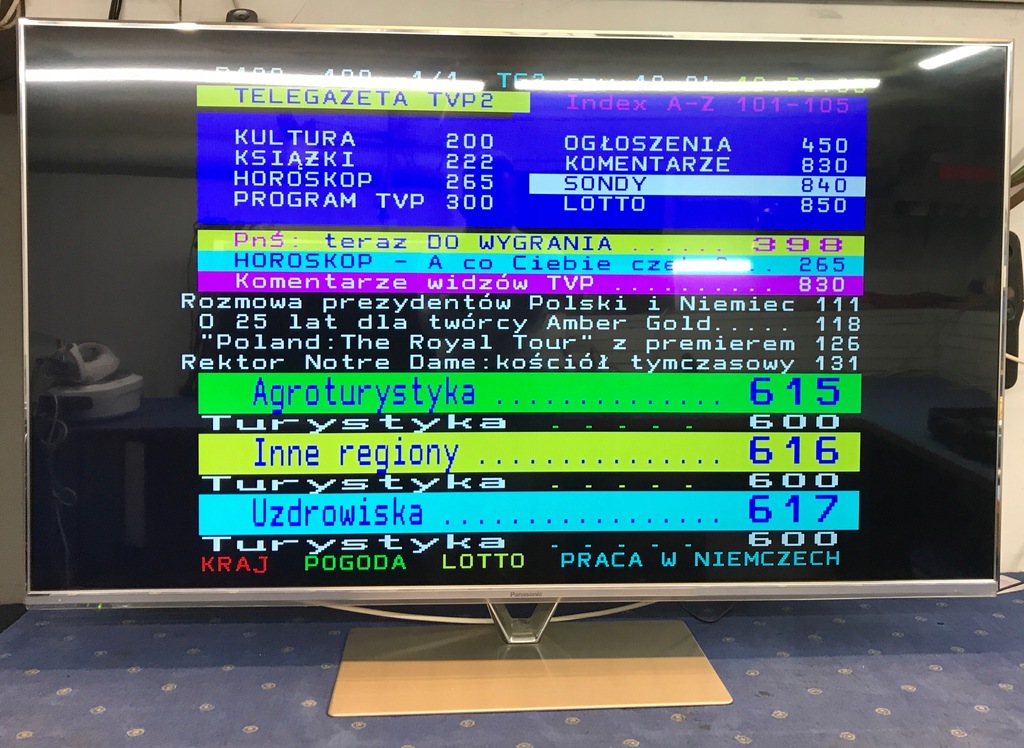 TELEGAZETA TVP2 Index A-Z 101-105
KULTURA 200 OGŁOSZENIA 450
KSIĄŻKI 222 KOMENTARZE 830
HOROSKOP 265 SONDY 840
PROGRAM TVP 300 LOTTO 850
PnŚ: teraz DO WYGRANIA ...... 398
HOROSKOP - A co Ciebie 265
Komentarze widzów TVP .......... 830
Rozmowa prezydentów Polski i Niemiec 111
O 25 lat dla twórcy Amber Gold..... 118
"Poland:The Royal Tour" z premierem 126
Rektor Notre Dame:kościół tymczasowy 131
Agroturystyka .............. 615
Turystyka . . . . . 600
Inne regiony ............... 616
Turystyka . . . . . 600
Uzdrowiska ................. 617
Turystyka . . . . . 600
KRAJ POGODA LOTTO PRACA W NIEMCZECH
Panasonic